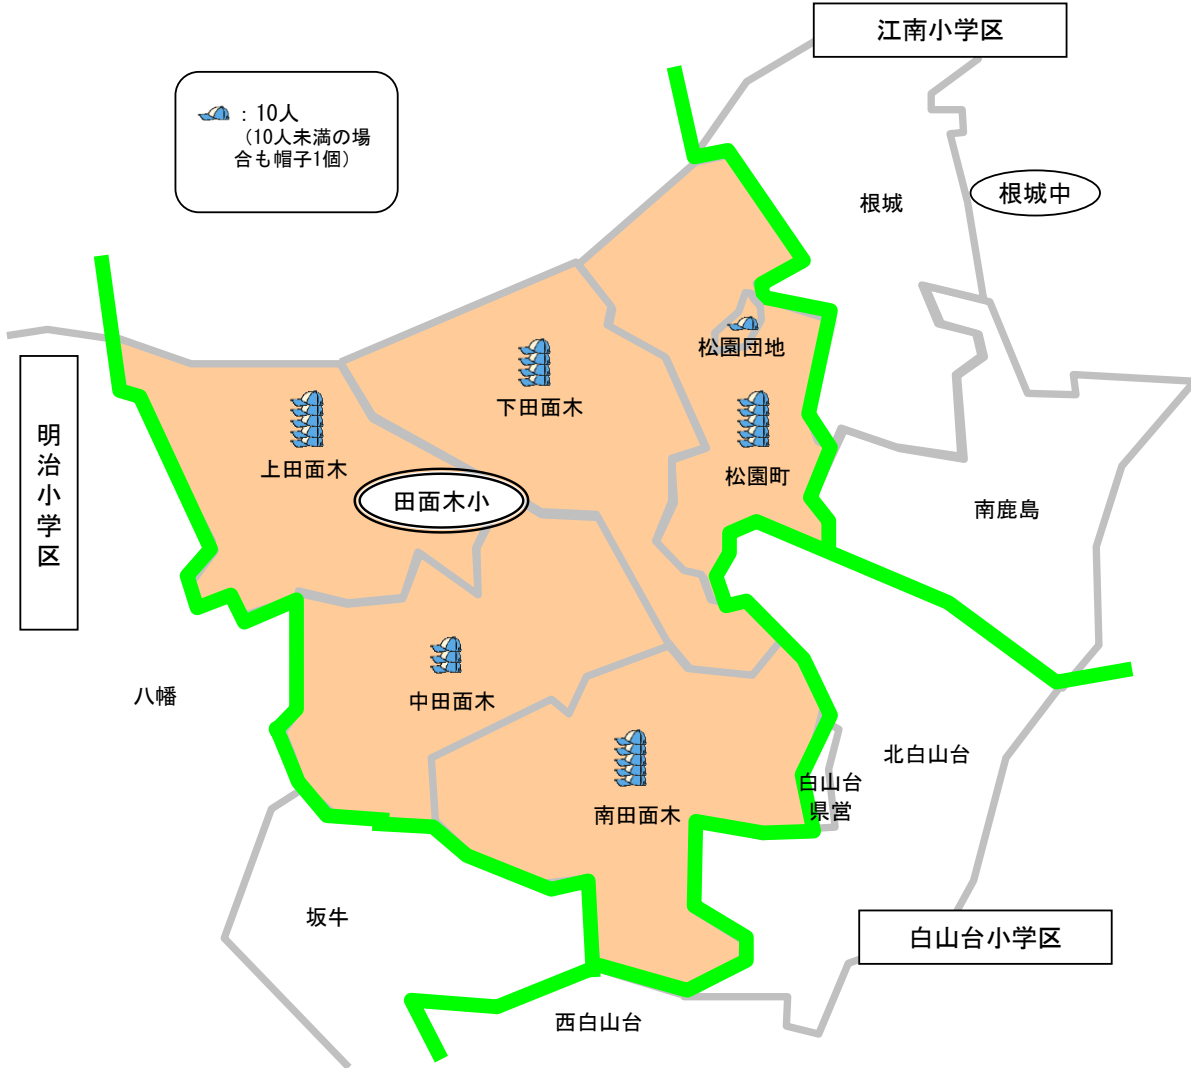 江南小学区
：10人
（10人未満の場
合も帽子1個）
根城中
根城
松園団地
下田面木
明治小学区
上田面木
松園町
田面木小
南鹿島
八幡
中田面木
北白山台
白山台
県営
南田面木
坂牛
白山台小学区
西白山台